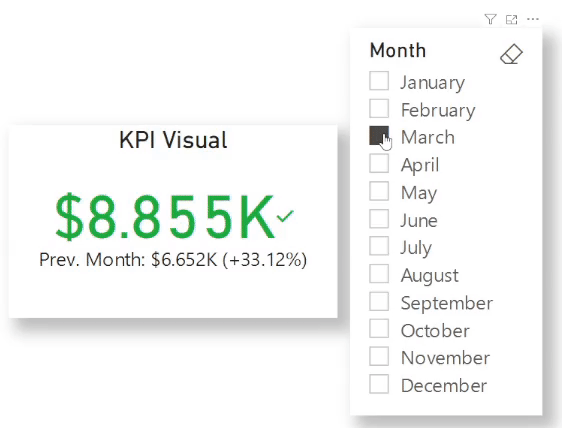 KPI Visual
$8.855K
Prev. Month: $6.652K (+33.12%)
Month
January
February
March
April
May
June
July
August
September
October
November
December